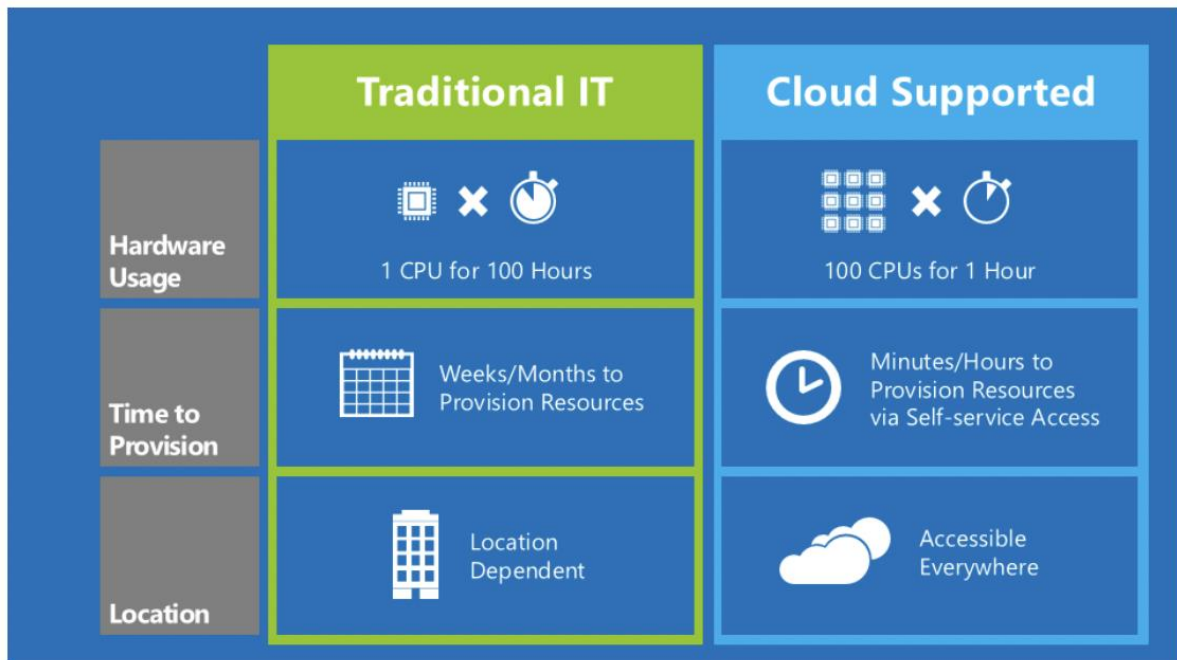 Traditional IT
Cloud Supported
Hardware
Usage
1 CPU for 100 Hours
100 CPUs for 1 Hour
Time to
Provision
Weeks/Months to
Provision Resources
Minutes/Hours to
Provision Resources
via Self-service Access
Location
Location
Dependent
Accessible
Everywhere